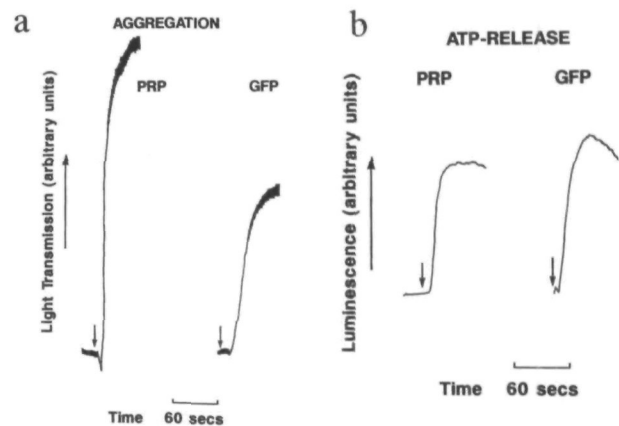 a
AGGREGATION
PRP
GFP
Light Transmission (arbitrary units)
Time 60 secs
b
ATP-RELEASE
PRP
GFP
Luminescence (arbitrary units)
Time 60 secs